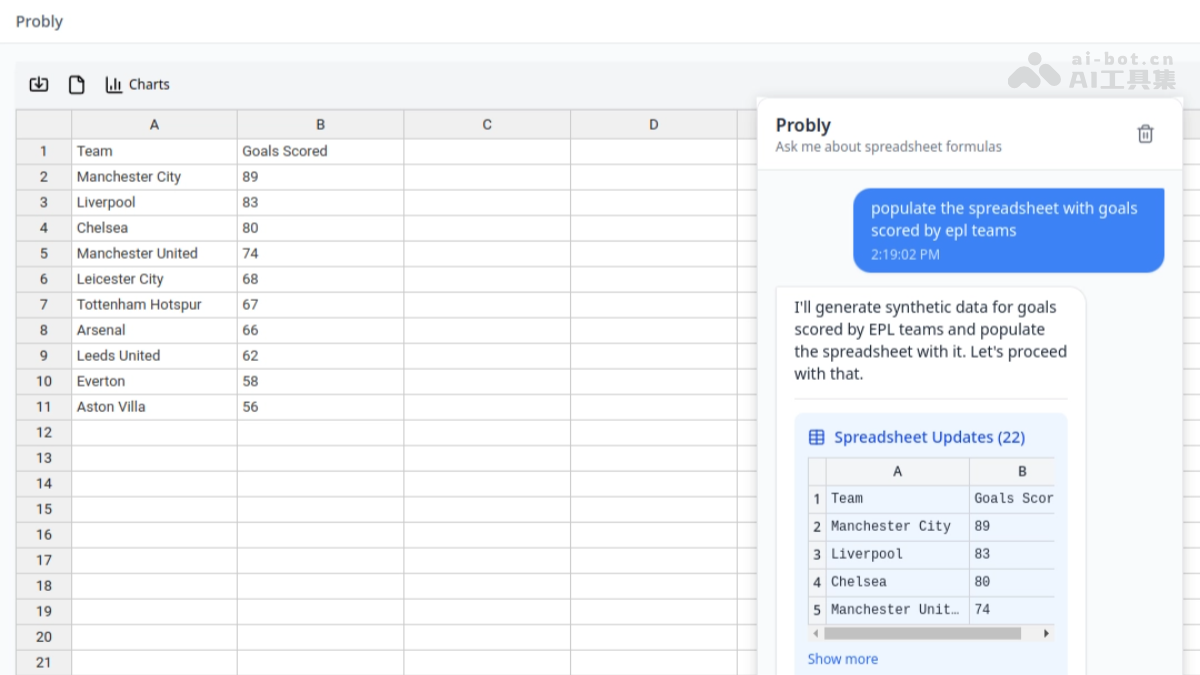 Probly
ai-bot.cn
AI工具集
Charts
A B C D
1 Team Goals Scored
2 Manchester City 89
3 Liverpool 83
4 Chelsea 80
5 Manchester United 74
6 Leicester City 68
7 Tottenham Hotspur 67
8 Arsenal 66
9 Leeds United 62
10 Everton 58
11 Aston Villa 56
12
13
14
15
16
17
18
19
20
21
Probly
Ask me about spreadsheet formulas
populate the spreadsheet with goals
scored by epl teams
2:19:02 PM
I'll generate synthetic data for goals
scored by EPL teams and populate
the spreadsheet with it. Let's proceed
with that.
Spreadsheet Updates (22)
A B
1 Team Goals Scor
2 Manchester City 89
3 Liverpool 83
4 Chelsea 80
5 Manchester Unit… 74
Show more